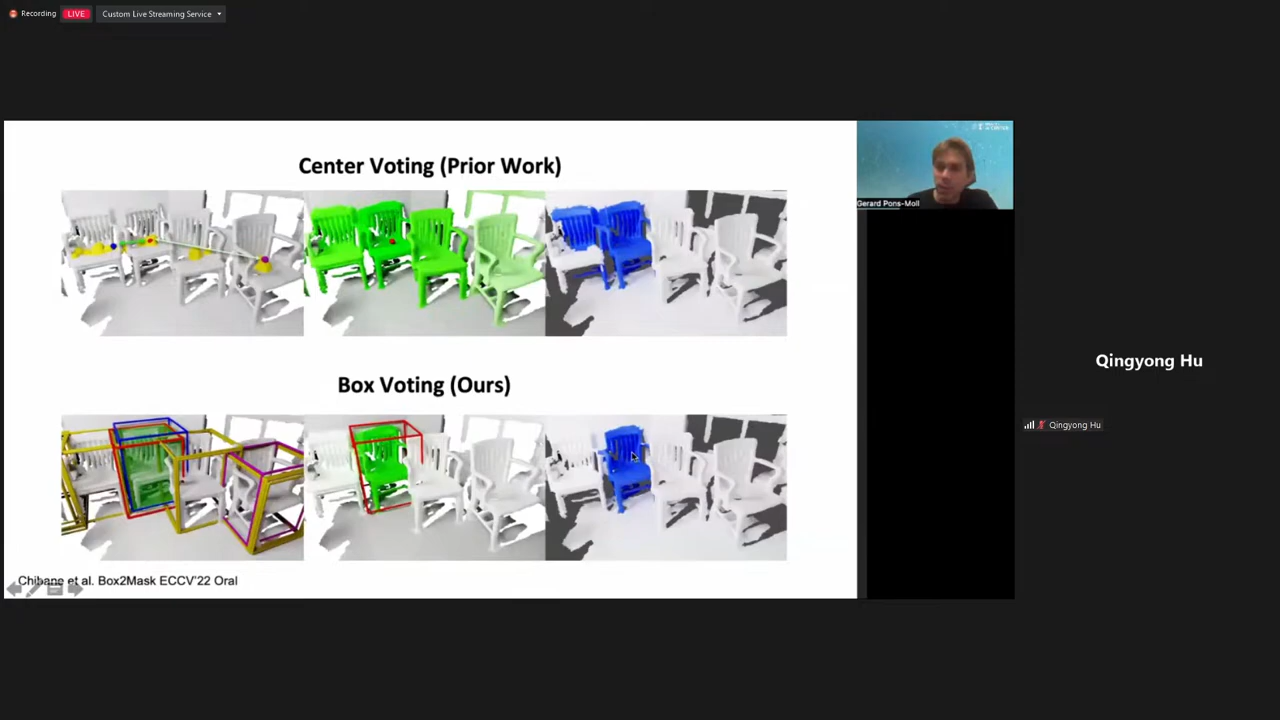 Recording
LIVE
Custom Live Streaming Service
Center Voting (Prior Work)
Gerard Pons-Moll
Qingyong Hu
Box Voting (Ours)
Qingyong Hu
Chibane et al. Box2Mask ECCV'22 Oral